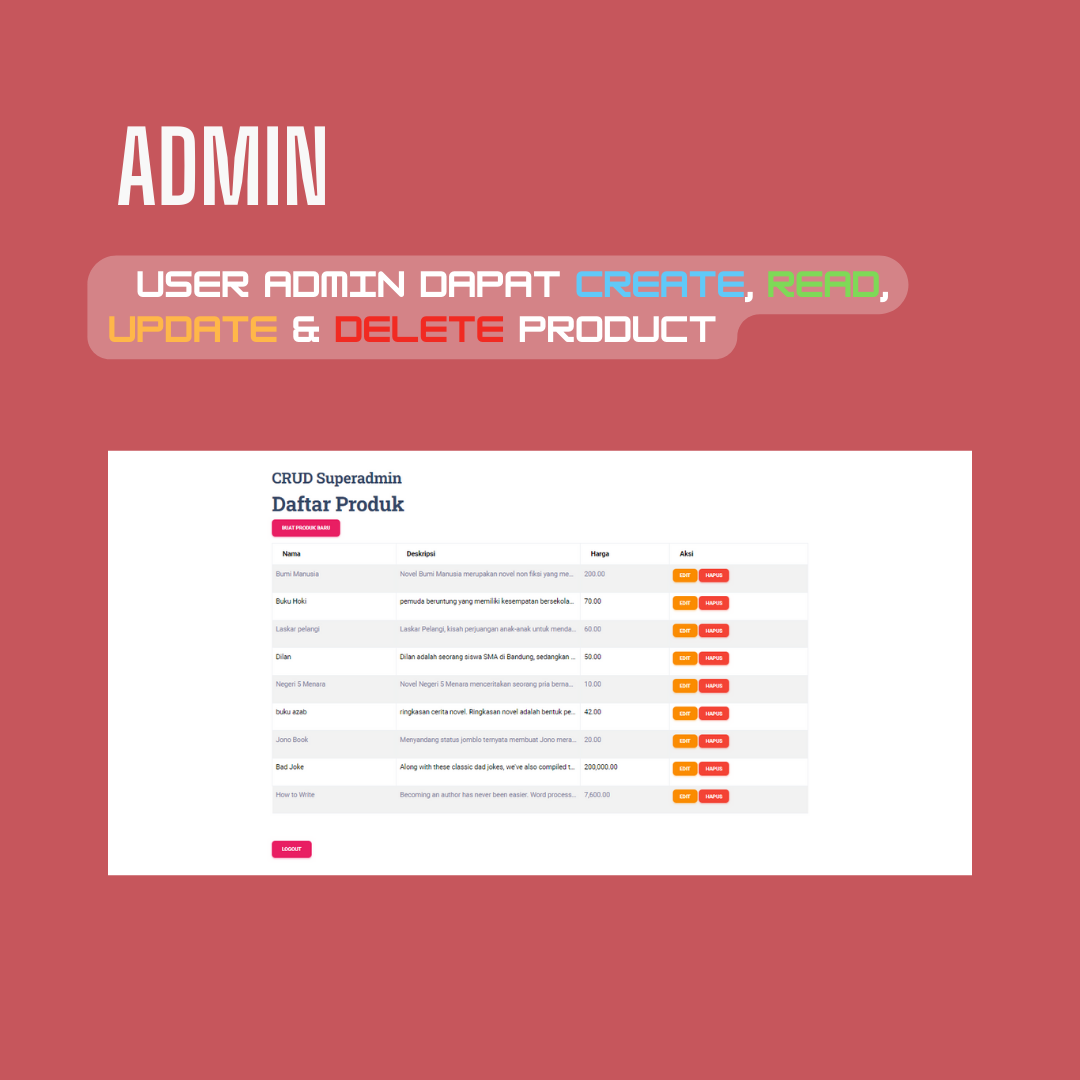 ADMIN
USER ADMIN DAPAT CREATE, READ,
UPDATE & DELETE PRODUCT
CRUD Superadmin
Daftar Produk
BUAT PRODUK BARU
Nama Deskripsi Harga Aksi
Bumi Manusia Novel Bumi Manusia merupakan novel non fiksi yang me... 200.00 EDIT HAPUS
Buku Hoki pemuda beruntung yang memiliki kesempatan bersekola... 70.00 EDIT HAPUS
Laskar pelangi Laskar Pelangi, kisah perjuangan anak-anak untuk menda... 60.00 EDIT HAPUS
Dilan Dilan adalah seorang siswa SMA di Bandung, sedangkan ... 50.00 EDIT HAPUS
Negeri 5 Menara Novel Negeri 5 Menara menceritakan seorang pria berna... 10.00 EDIT HAPUS
buku azab ringkasan cerita novel. Ringkasan novel adalah bentuk pe... 42.00 EDIT HAPUS
Jono Book Menyandang status jomblo ternyata membuat Jono mera... 20.00 EDIT HAPUS
Bad Joke Along with these classic dad jokes, we've also compiled t... 200,000.00 EDIT HAPUS
How to Write Becoming an author has never been easier. Word process... 7,600.00 EDIT HAPUS
LOGOUT